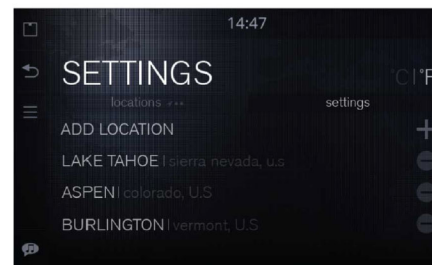 14:47
SETTINGS °C | °F
locations settings
ADD LOCATION
LAKE TAHOE | sierra nevada, u.s
ASPEN | colorado, U.S
BURLINGTON | vermont, U.S